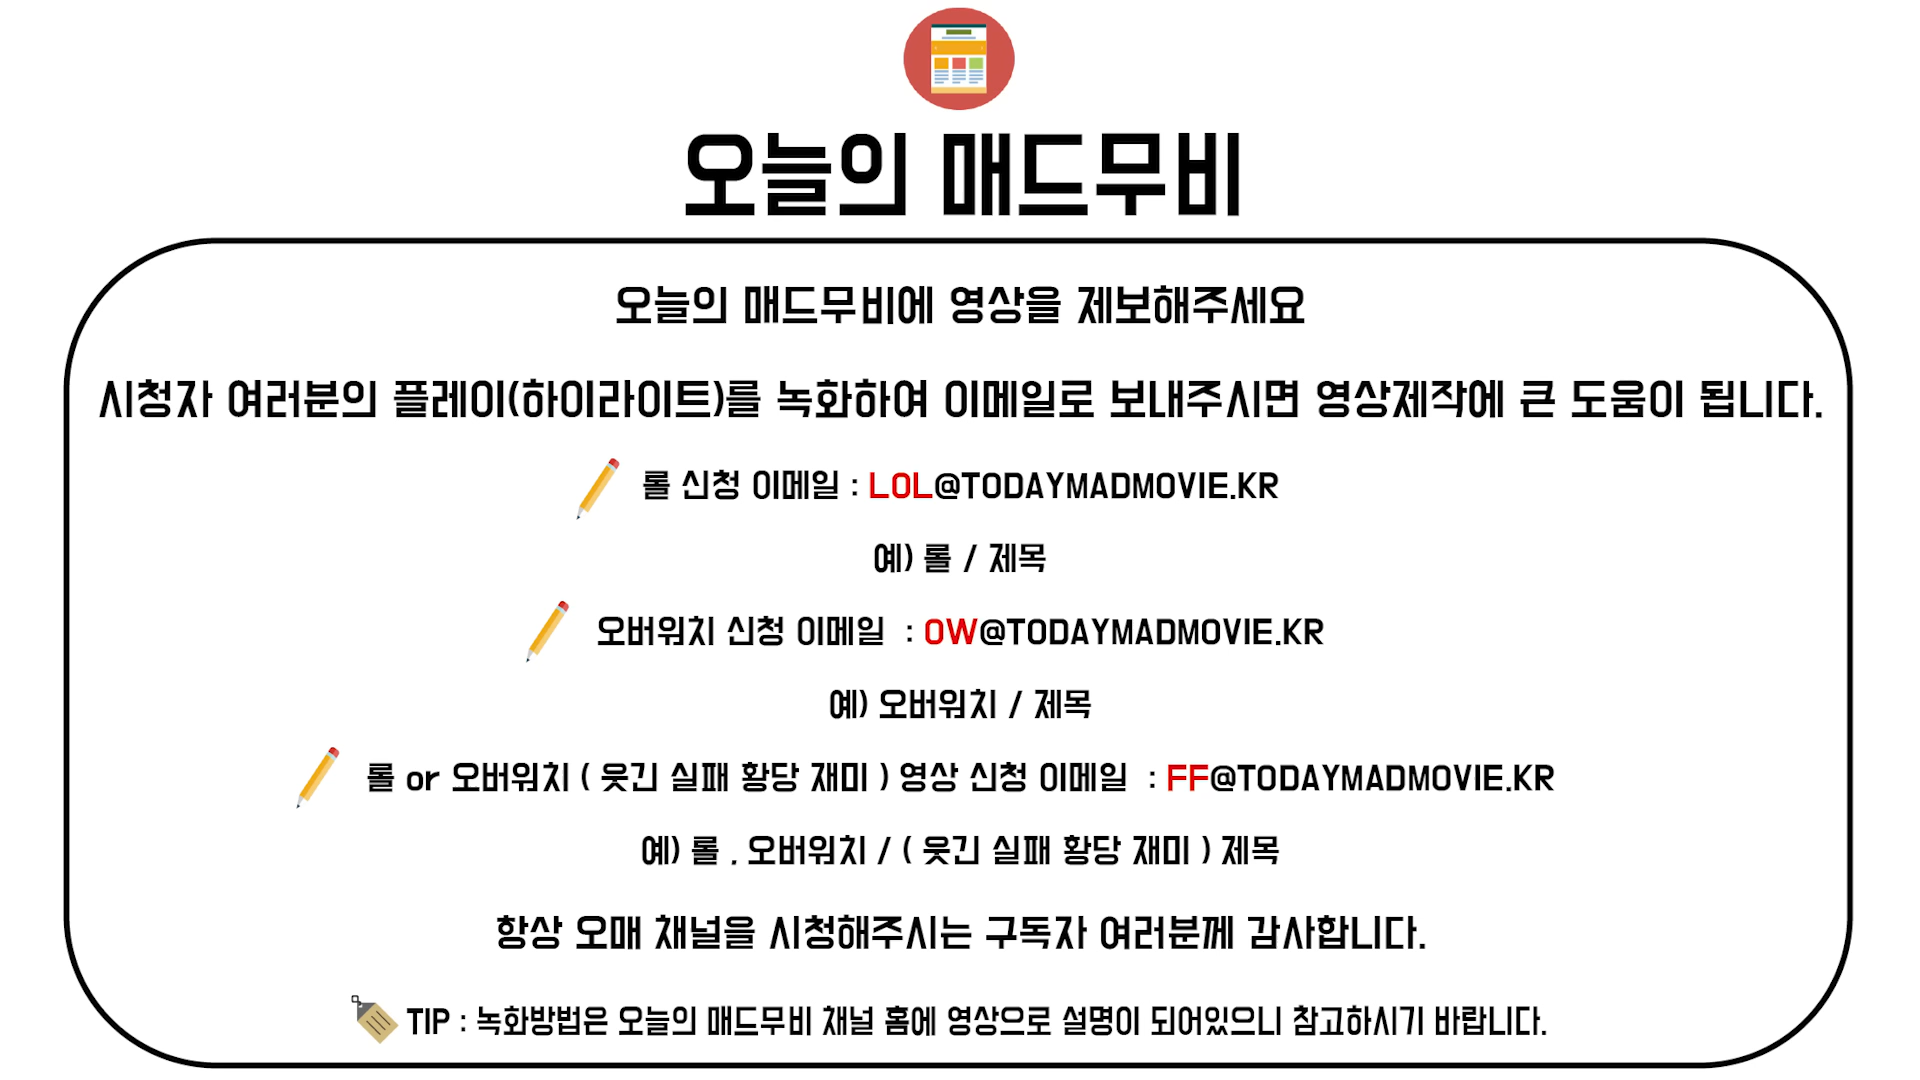 오늘의 매드무비
오늘의 매드무비에 영상을 제보해주세요
시청자 여러분의 플레이(하이라이트)를 녹화하여 이메일로 보내주시면 영상제작에 큰 도움이 됩니다.
롤 신청 이메일 : LOL@TODAYMADMOVIE.KR
예) 롤 / 제목
오버워치 신청 이메일 : OW@TODAYMADMOVIE.KR
예) 오버워치 / 제목
롤 or 오버워치 ( 웃긴 실패 황당 재미 ) 영상 신청 이메일 : FF@TODAYMADMOVIE.KR
예) 롤 . 오버워치 / ( 웃긴 실패 황당 재미 ) 제목
항상 오매 채널을 시청해주시는 구독자 여러분께 감사합니다.
TIP : 녹화방법은 오늘의 매드무비 채널 홈에 영상으로 설명이 되어있으니 참고하시기 바랍니다.